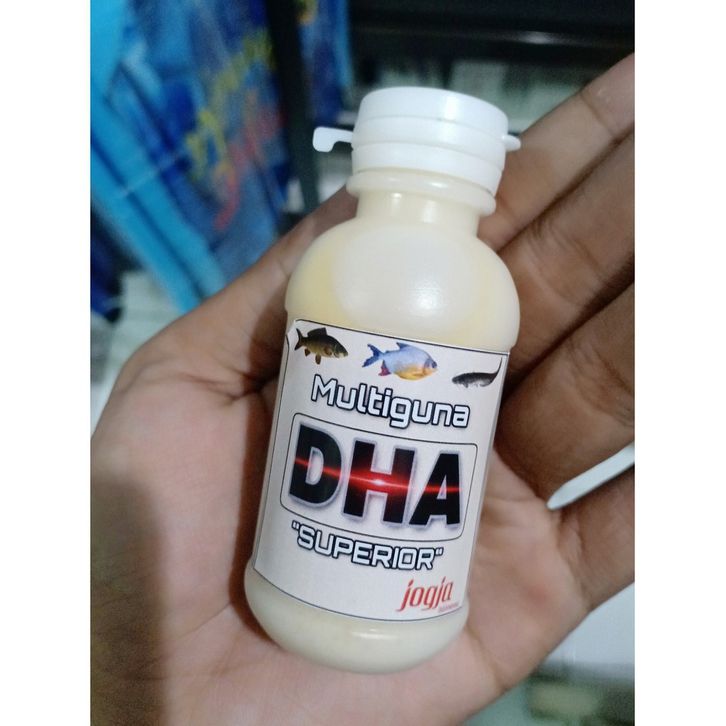 Multiguna
DHA
"SUPERIOR"
jogja